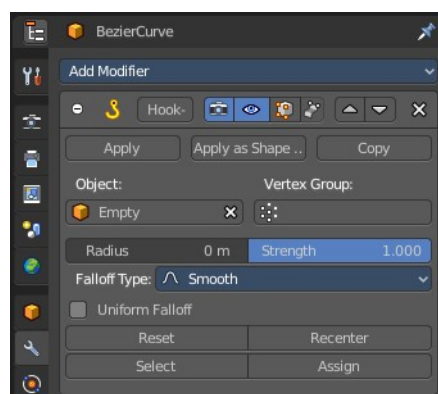 BezierCurve
Add Modifier
Hook-
Apply Apply as Shape .. Copy
Object: Vertex Group:
Empty
Radius 0 m Strength 1.000
Falloff Type: Smooth
Uniform Falloff
Reset Recenter
Select Assign